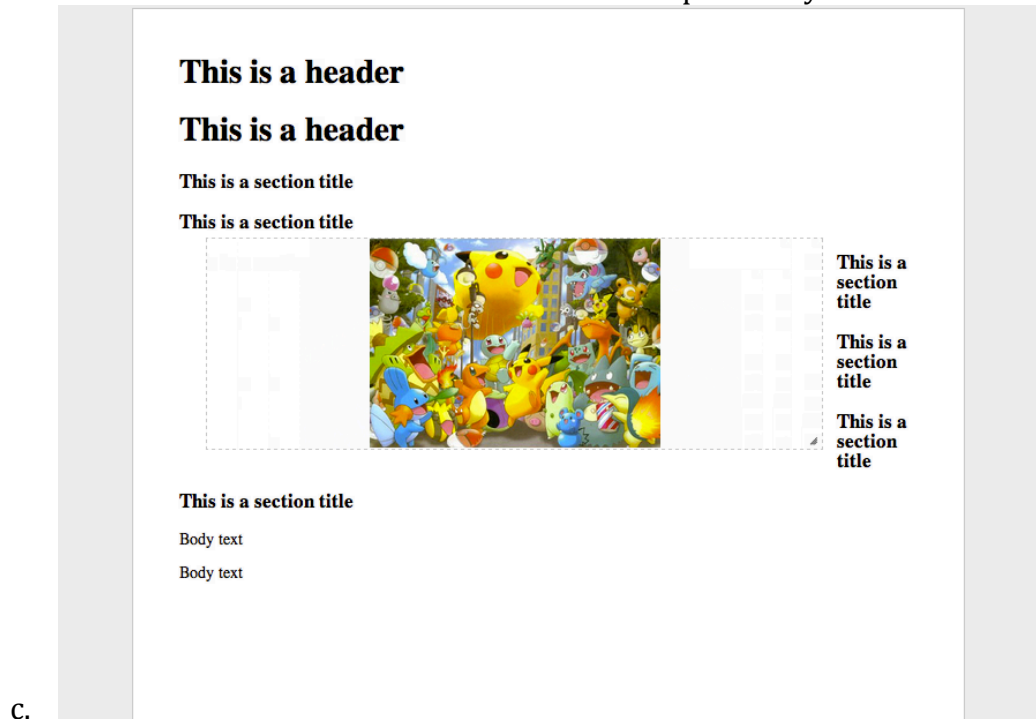 This is a header
This is a header
This is a section title
This is a section title
This is a
section
title
This is a
section
title
This is a
section
title
This is a section title
Body text
Body text
c.